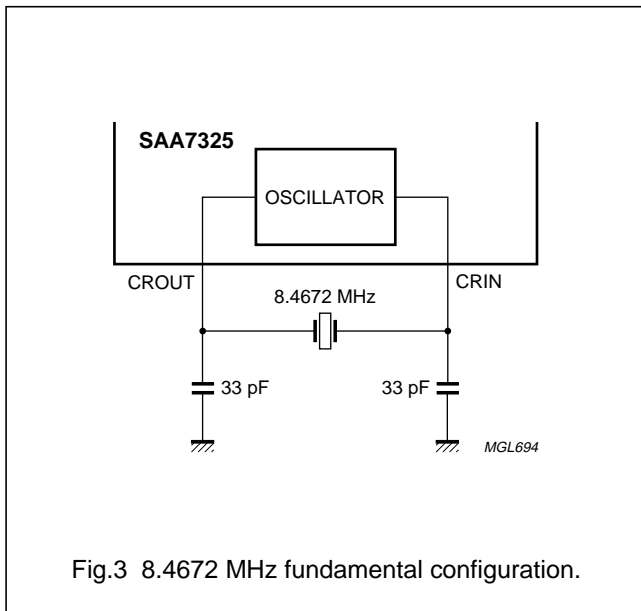 SAA7325
OSCILLATOR
CROUT
CRIN
8.4672 MHz
33 pF
33 pF
MGL694
Fig.3 8.4672 MHz fundamental configuration.